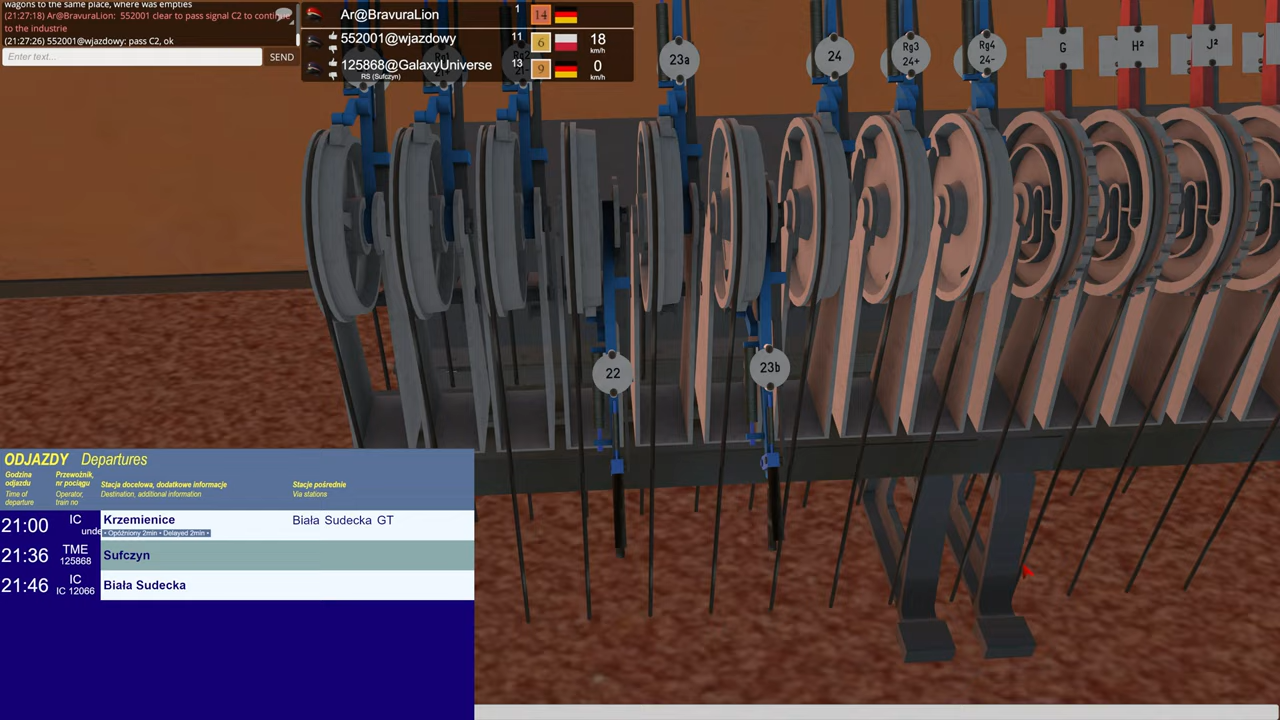 wagons to the same place, where was empties
(21:27:18) Ar@BravuraLion: 552001 clear to pass signal C2 to continue
to the industrie
(21:27:26) 552001@wjazdowy: pass C2, ok
Enter text...
SEND
Ar@BravuraLion 1 14
552001@wjazdowy 11 6 18 km/h
125868@GalaxyUniverse 13 9 0 km/h
RS (Sufczyn)
23a
24
Rg3
24+
Rg4
24-
G
H²
J²
22
23b
ODJAZDY Departures
Godzina odjazdu
Time of departure
Przewoźnik, nr pociągu
Operator, train no
Stacja docelowa, dodatkowe informacje
Destination, additional information
Stacje pośrednie
Via stations
21:00 IC Krzemienice Biała Sudecka GT
• Opóźniony 2min • Delayed 2min •
21:36 TME 125868 Sufczyn
21:46 IC IC 12066 Biała Sudecka